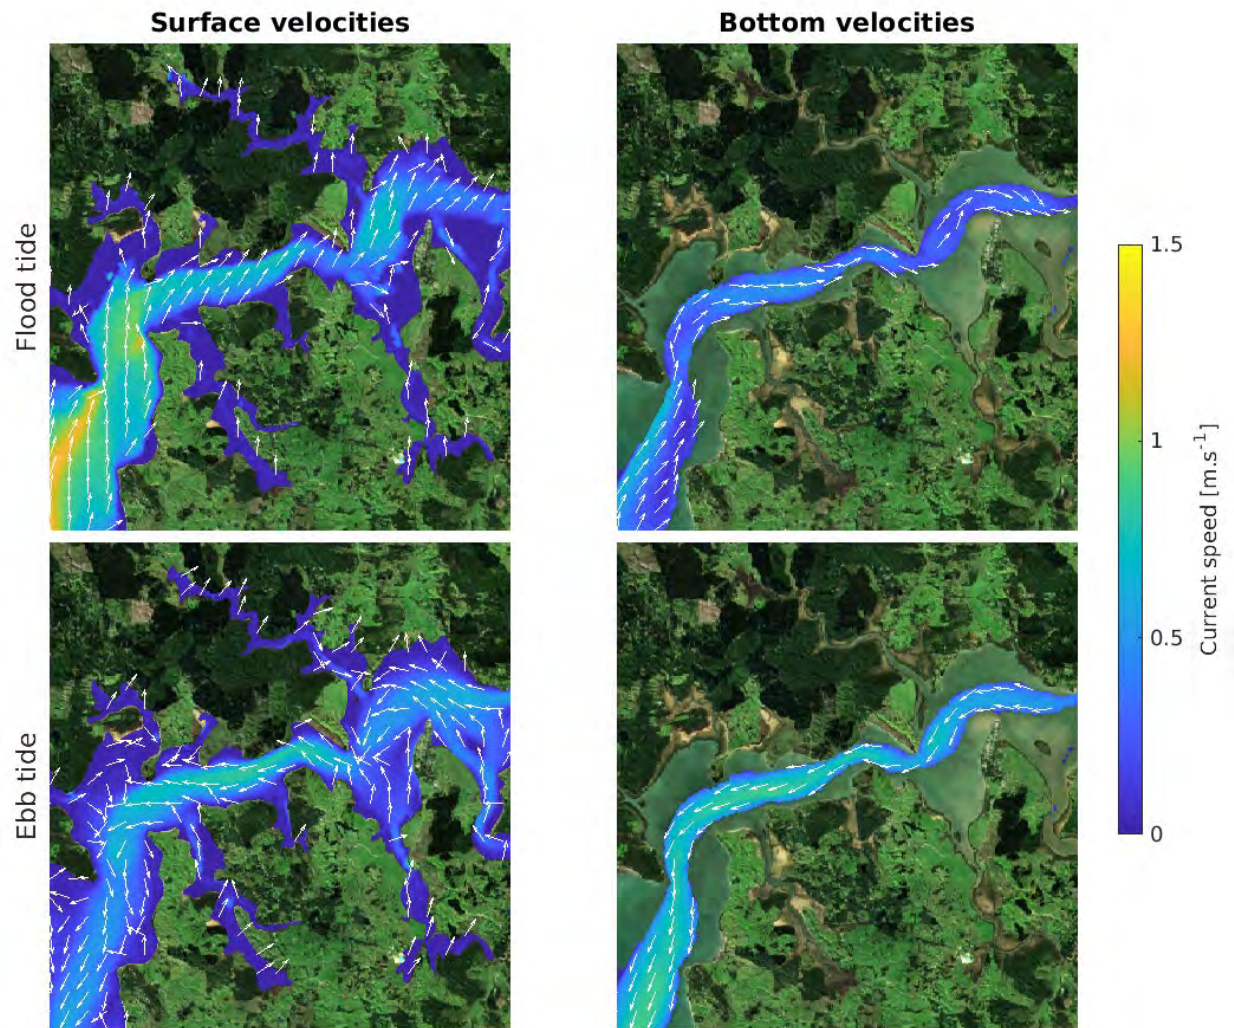 Surface velocities
Bottom velocities
Flood tide
Ebb tide
1.5
1
0.5
0
Current speed [m.s⁻¹]